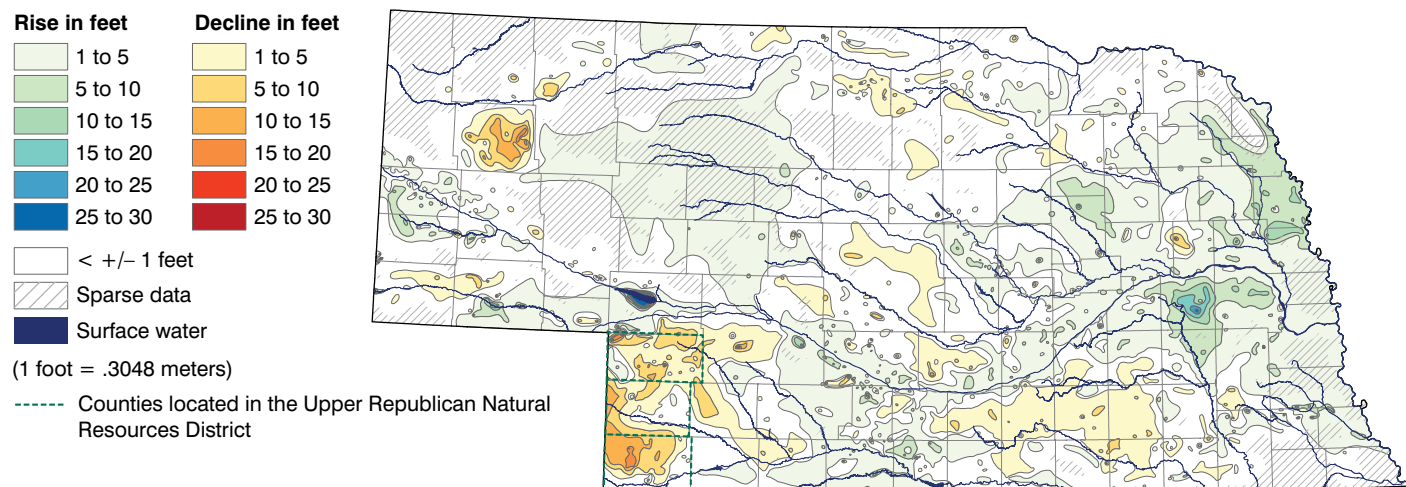 Rise in feet
Decline in feet
1 to 5
1 to 5
5 to 10
5 to 10
10 to 15
10 to 15
15 to 20
15 to 20
20 to 25
20 to 25
25 to 30
25 to 30
< +/– 1 feet
Sparse data
Surface water
(1 foot = .3048 meters)
Counties located in the Upper Republican Natural
Resources District